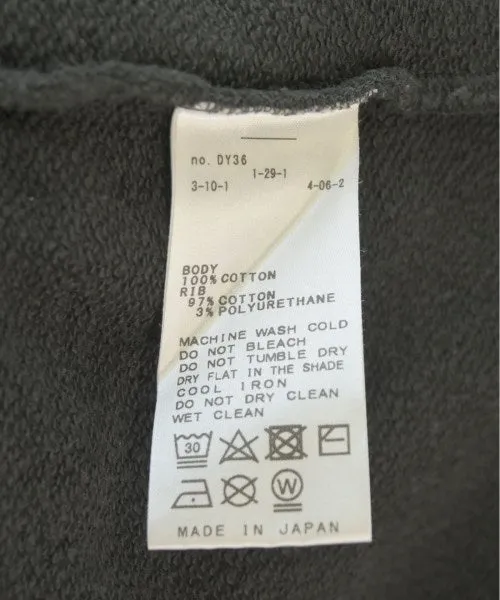 no. DY36
1-29-1
3-10-1 4-06-2
BODY
100% COTTON
RIB
97% COTTON
3% POLYURETHANE
MACHINE WASH COLD
DO NOT BLEACH
DO NOT TUMBLE DRY
DRY FLAT IN THE SHADE
COOL IRON
DO NOT DRY CLEAN
WET CLEAN
30
W
MADE IN JAPAN